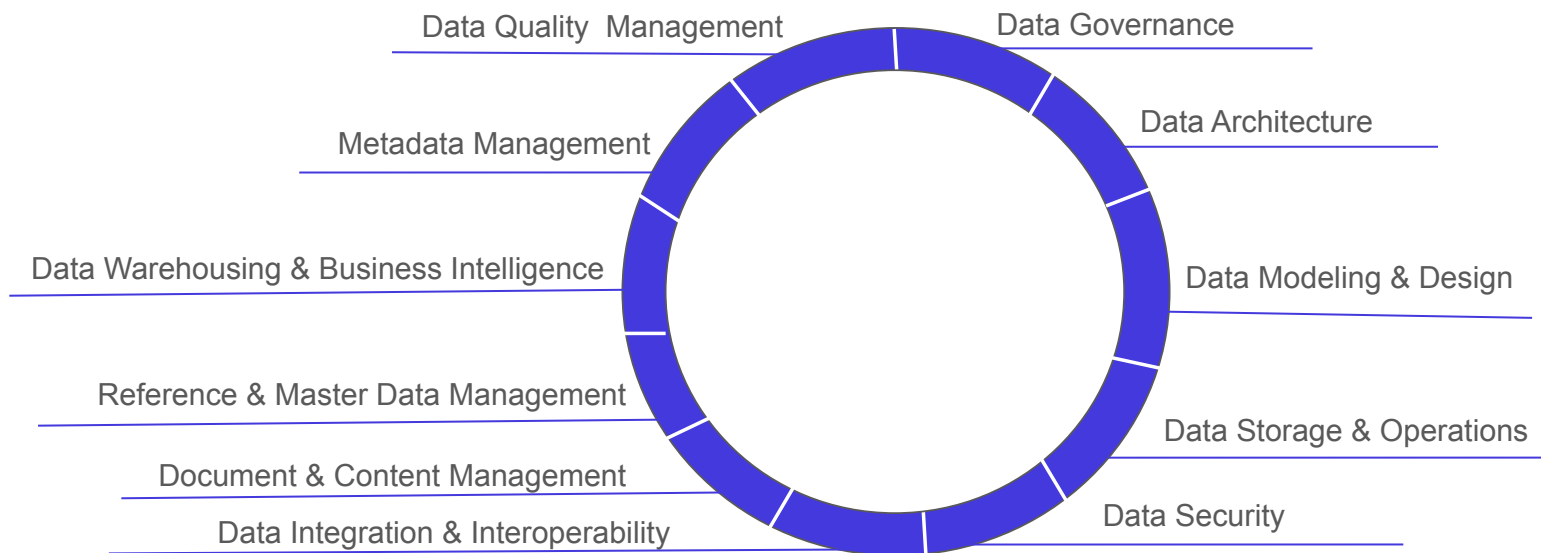 Data Quality  Management
Data Governance
Metadata Management
Data Architecture
Data Warehousing & Business Intelligence
Data Modeling & Design
Reference & Master Data Management
Data Storage & Operations
Document & Content Management
Data Security
Data Integration & Interoperability